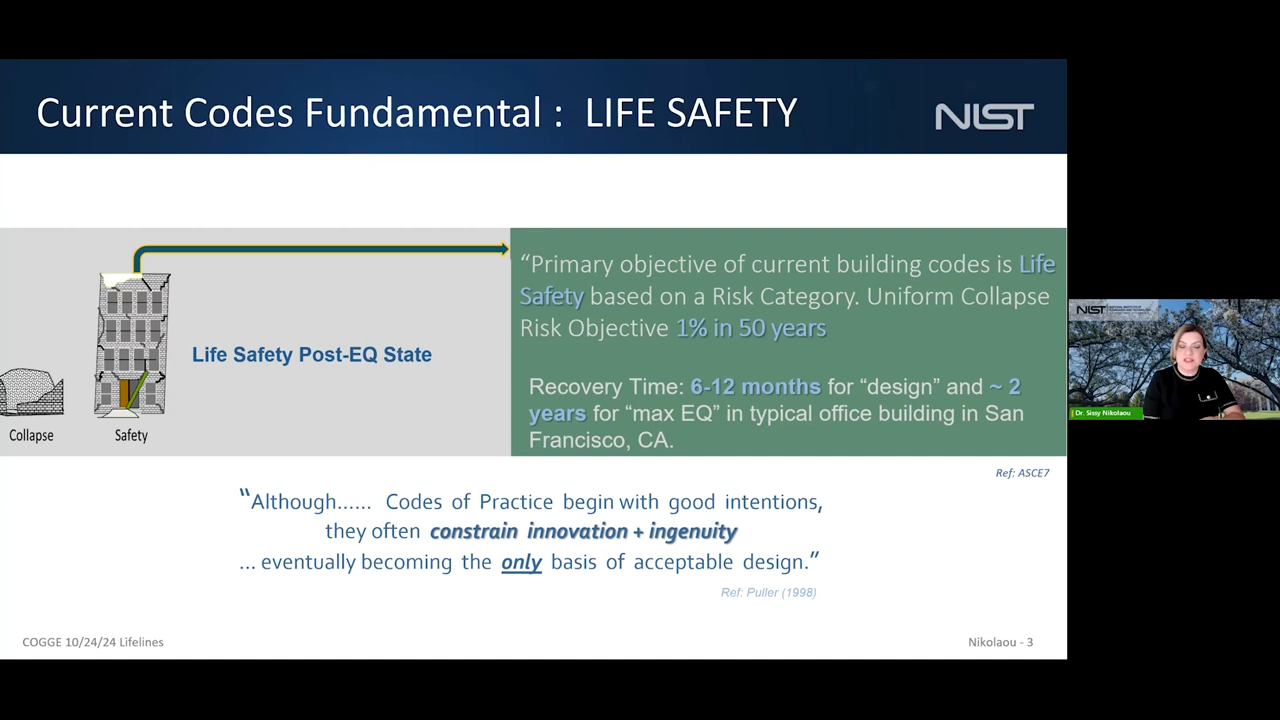 Current Codes Fundamental : LIFE SAFETY
NIST
“Primary objective of current building codes is Life
Safety based on a Risk Category. Uniform Collapse
Risk Objective 1% in 50 years
Life Safety Post-EQ State
Recovery Time: 6-12 months for “design” and ~ 2
years for “max EQ” in typical office building in San
Francisco, CA.
Collapse
Safety
Ref: ASCE7
“Although...... Codes of Practice begin with good intentions,
they often constrain innovation + ingenuity
... eventually becoming the only basis of acceptable design.”
Ref: Puller (1998)
COGGE 10/24/24 Lifelines
Nikolaou - 3
NIST
Dr. Sissy Nikolaou